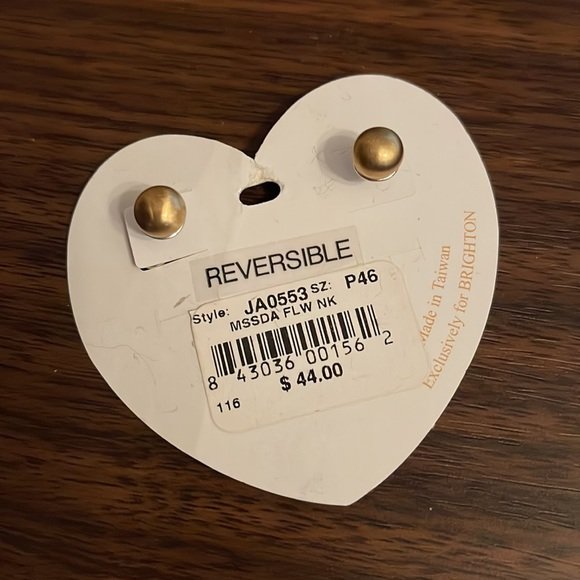 REVERSIBLE
Style: JA0553 SZ: P46
MSSDA FLW NK
8 43036 00156 2
$ 44.00
116
Made in Taiwan
Exclusively for BRIGHTON